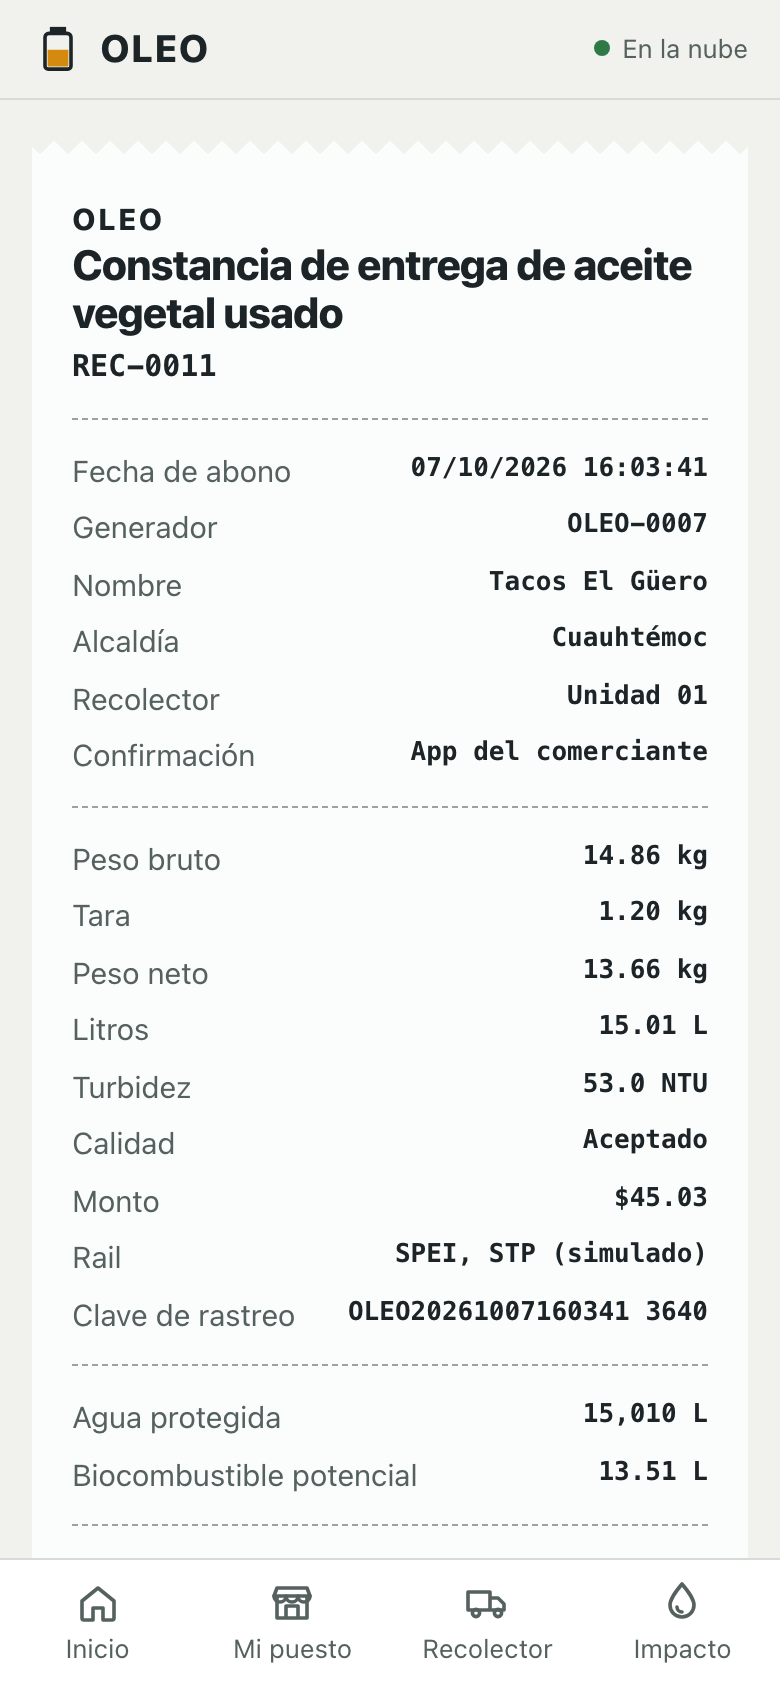 OLEO
En la nube
OLEO
Constancia de entrega de aceite
vegetal usado
REC-0011
Fecha de abono 07/10/2026 16:03:41
Generador OLEO-0007
Nombre Tacos El Güero
Alcaldía Cuauhtémoc
Recolector Unidad 01
Confirmación App del comerciante
Peso bruto 14.86 kg
Tara 1.20 kg
Peso neto 13.66 kg
Litros 15.01 L
Turbidez 53.0 NTU
Calidad Aceptado
Monto $45.03
Rail SPEI, STP (simulado)
Clave de rastreo OLEO20261007160341 3640
Agua protegida 15,010 L
Biocombustible potencial 13.51 L
Inicio Mi puesto Recolector Impacto